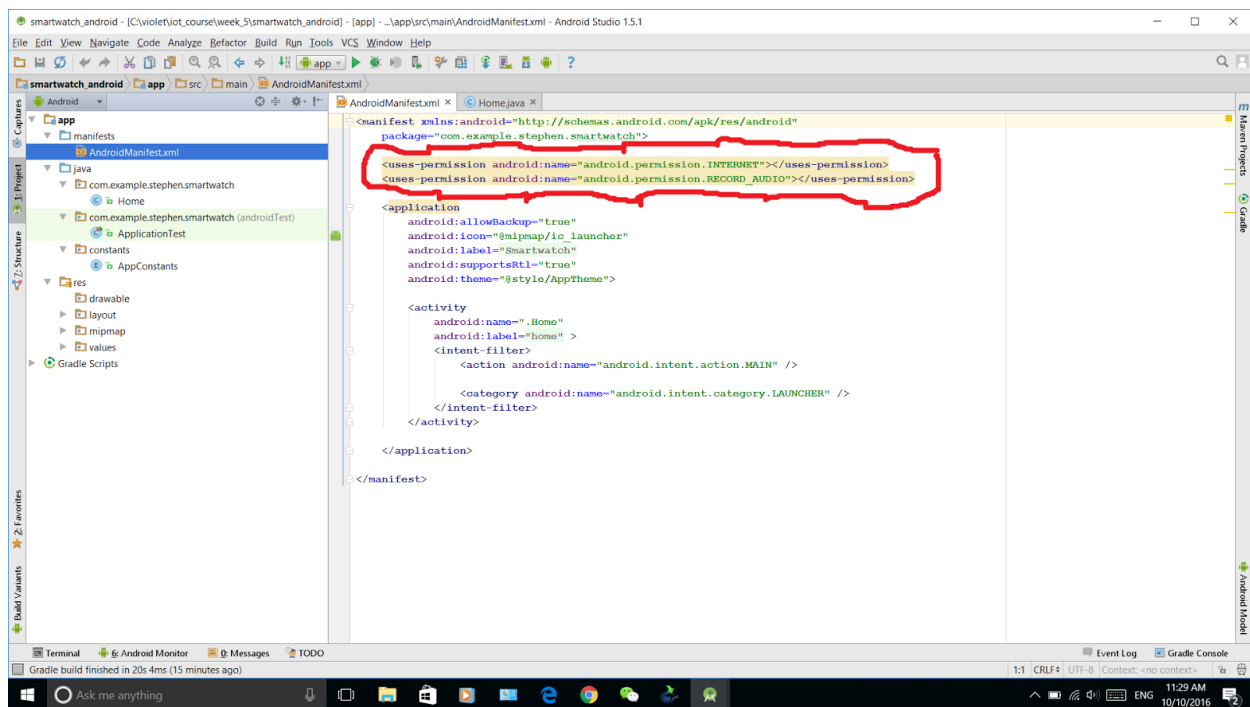 smartwatch_android - [C:\violet\iot_course\week_5\smartwatch_android] - [app] - ...\app\src\main\AndroidManifest.xml - Android Studio 1.5.1
File Edit View Navigate Code Analyze Refactor Build Run Tools VCS Window Help
app
smartwatch_android app src main AndroidManifest.xml
Android
AndroidManifest.xml Home.java
Captures
1: Project
7: Structure
2: Favorites
Build Variants
app
manifests
AndroidManifest.xml
java
com.example.stephen.smartwatch
Home
com.example.stephen.smartwatch (androidTest)
ApplicationTest
constants
AppConstants
res
drawable
layout
mipmap
values
Gradle Scripts
<manifest xmlns:android="http://schemas.android.com/apk/res/android"
package="com.example.stephen.smartwatch">
<uses-permission android:name="android.permission.INTERNET"></uses-permission>
<uses-permission android:name="android.permission.RECORD_AUDIO"></uses-permission>
<application
android:allowBackup="true"
android:icon="@mipmap/ic_launcher"
android:label="Smartwatch"
android:supportsRtl="true"
android:theme="@style/AppTheme">
<activity
android:name=".Home"
android:label="home" >
<intent-filter>
<action android:name="android.intent.action.MAIN" />
<category android:name="android.intent.category.LAUNCHER" />
</intent-filter>
</activity>
</application>
</manifest>
m Maven Projects
Gradle
Android Model
Terminal 6: Android Monitor 0: Messages TODO Event Log Gradle Console
Gradle build finished in 20s 4ms (15 minutes ago) 1:1 CRLF UTF-8 Context: <no context>
Ask me anything ENG 11:29 AM
10/10/2016 2